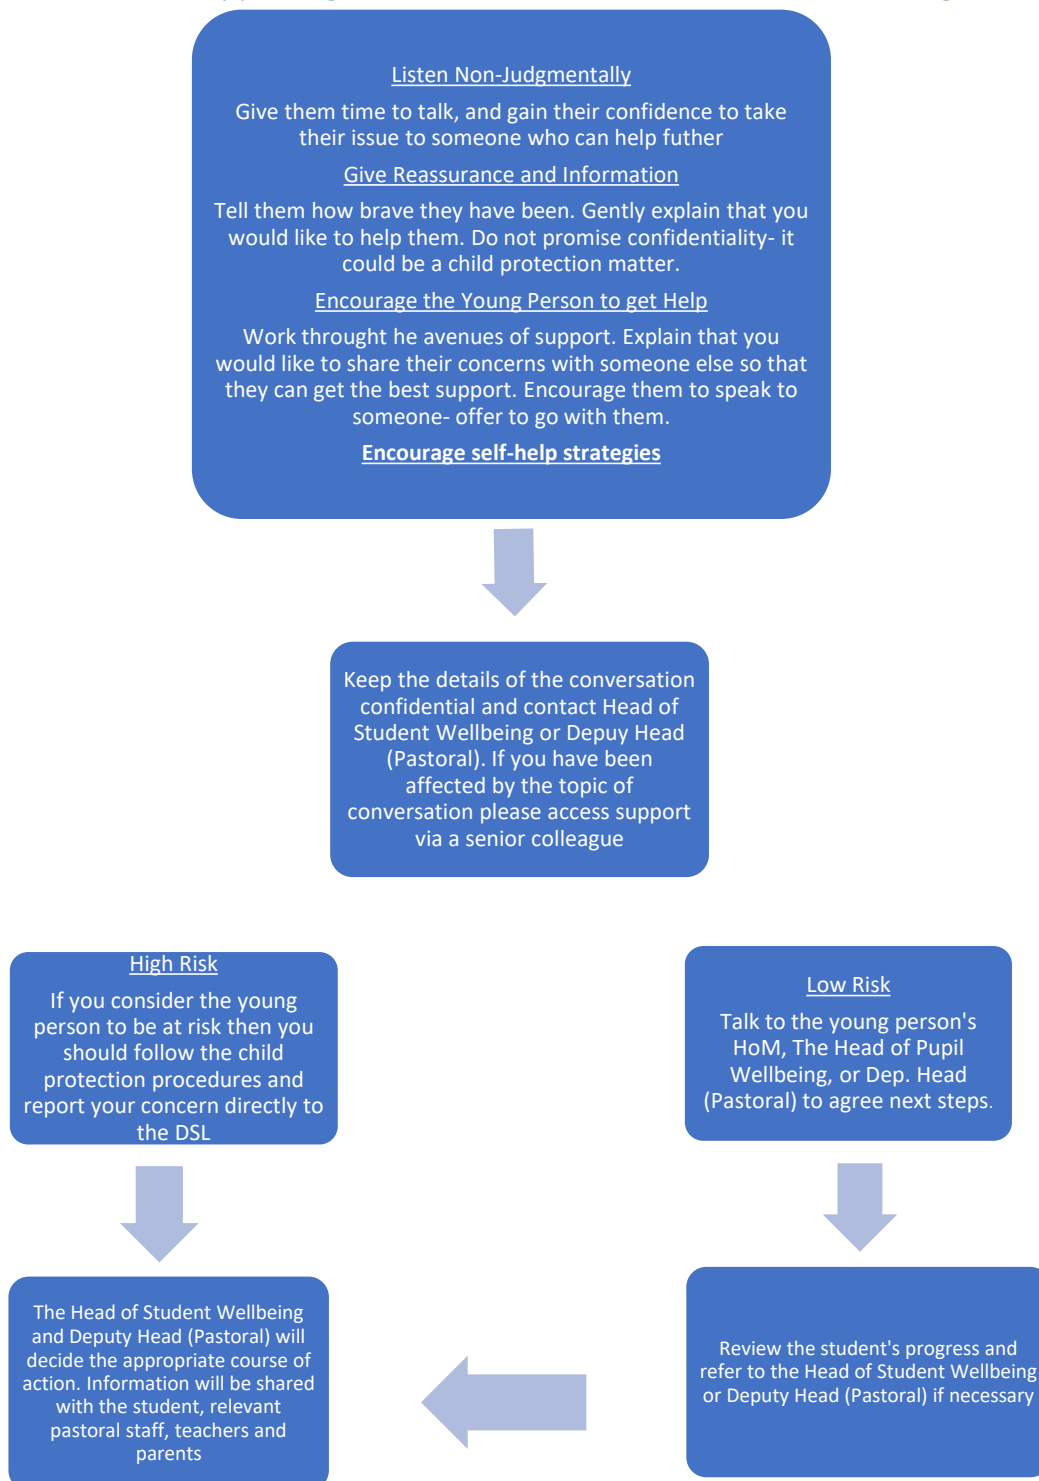 Listen Non-Judgmentally
Give them time to talk, and gain their confidence to take
their issue to someone who can help futher
Give Reassurance and Information
Tell them how brave they have been. Gently explain that you
would like to help them. Do not promise confidentiality- it
could be a child protection matter.
Encourage the Young Person to get Help
Work throught he avenues of support. Explain that you
would like to share their concerns with someone else so that
they can get the best support. Encourage them to speak to
someone- offer to go with them.
Encourage self-help strategies
Keep the details of the conversation
confidential and contact Head of
Student Wellbeing or Depuy Head
(Pastoral). If you have been
affected by the topic of
conversation please access support
via a senior colleague
High Risk
If you consider the young
person to be at risk then you
should follow the child
protection procedures and
report your concern directly to
the DSL
Low Risk
Talk to the young person's
HoM, The Head of Pupil
Wellbeing, or Dep. Head
(Pastoral) to agree next steps.
The Head of Student Wellbeing
and Deputy Head (Pastoral) will
decide the appropriate course of
action. Information will be shared
with the student, relevant
pastoral staff, teachers and
parents
Review the student's progress and
refer to the Head of Student Wellbeing
or Deputy Head (Pastoral) if necessary